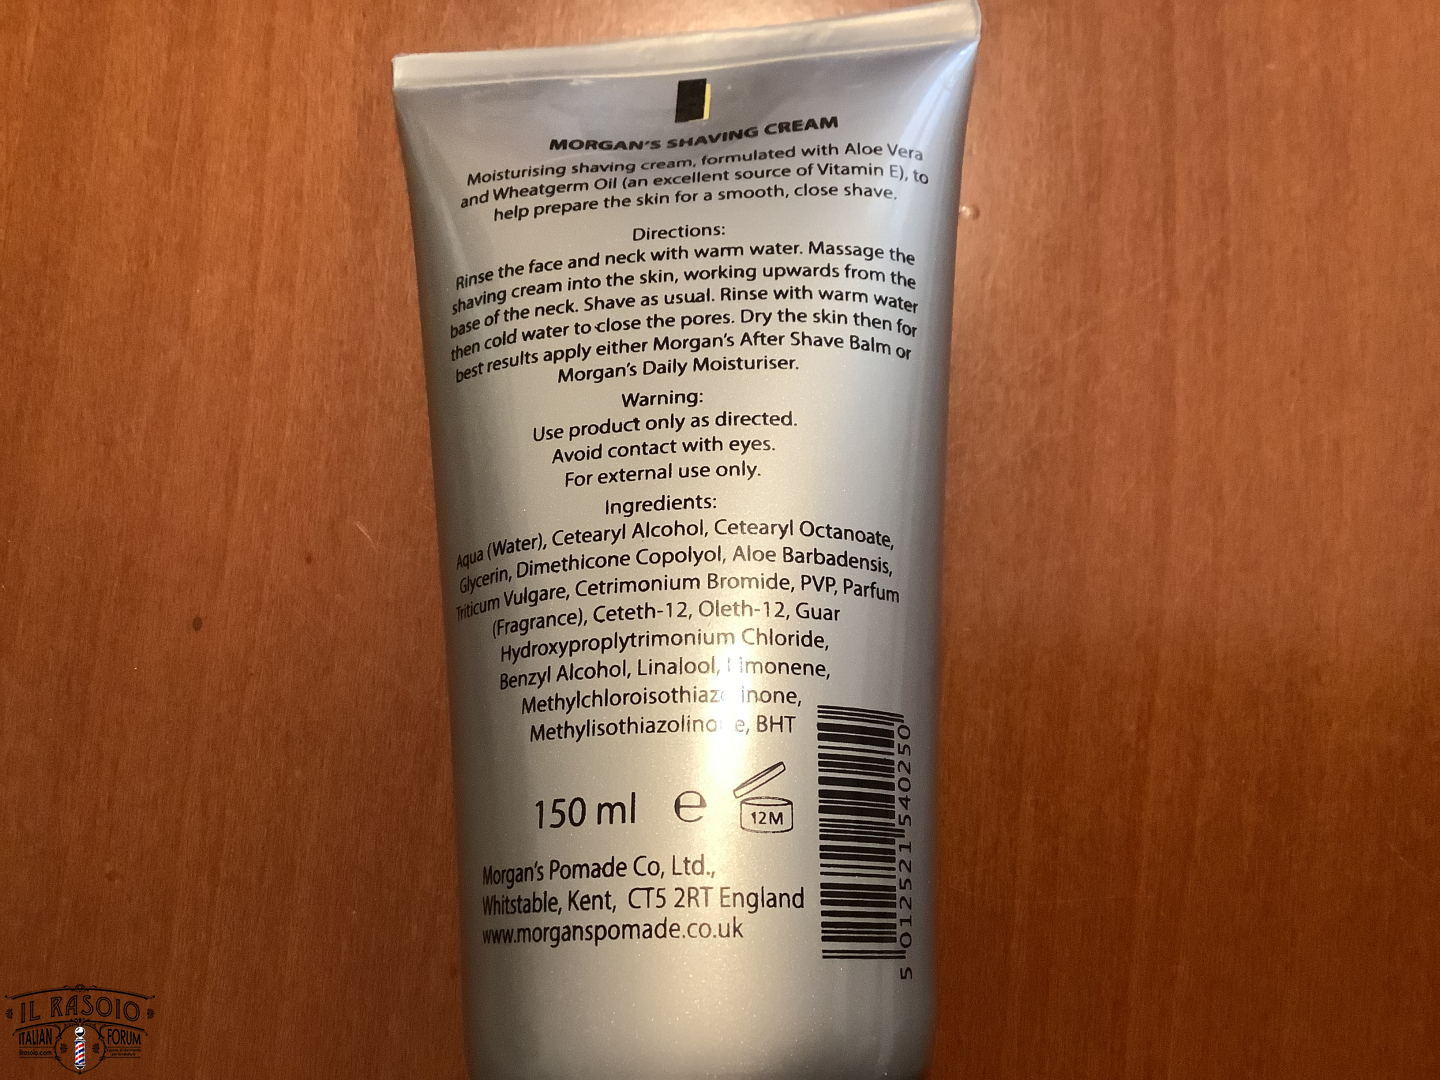 MORGAN'S SHAVING CREAM
Moisturising shaving cream, formulated with Aloe Vera
and Wheatgerm Oil (an excellent source of Vitamin E), to
help prepare the skin for a smooth, close shave.
Directions:
Rinse the face and neck with warm water. Massage the
shaving cream into the skin, working upwards from the
base of the neck. Shave as usual. Rinse with warm water
then cold water to close the pores. Dry the skin then for
best results apply either Morgan's After Shave Balm or
Morgan's Daily Moisturiser.
Warning:
Use product only as directed.
Avoid contact with eyes.
For external use only.
Ingredients:
Aqua (Water), Cetearyl Alcohol, Cetearyl Octanoate,
Glycerin, Dimethicone Copolyol, Aloe Barbadensis,
Triticum Vulgare, Cetrimonium Bromide, PVP, Parfum
(Fragrance), Ceteth-12, Oleth-12, Guar
Hydroxyproplytrimonium Chloride,
Benzyl Alcohol, Linalool, Limonene,
Methylchloroisothiazolinone,
Methylisothiazolinone, BHT
150 ml e 12M
Morgan's Pomade Co, Ltd.,
Whitstable, Kent, CT5 2RT England
www.morganspomade.co.uk
5 012521 540250
IL RASOIO
ITALIAN FORUM